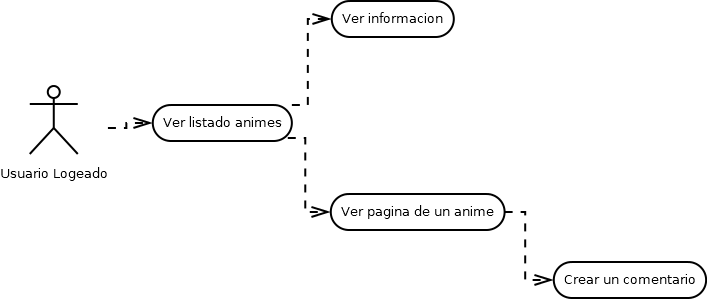 Ver informacion
Ver listado animes
Usuario Logeado
Ver pagina de un anime
Crear un comentario